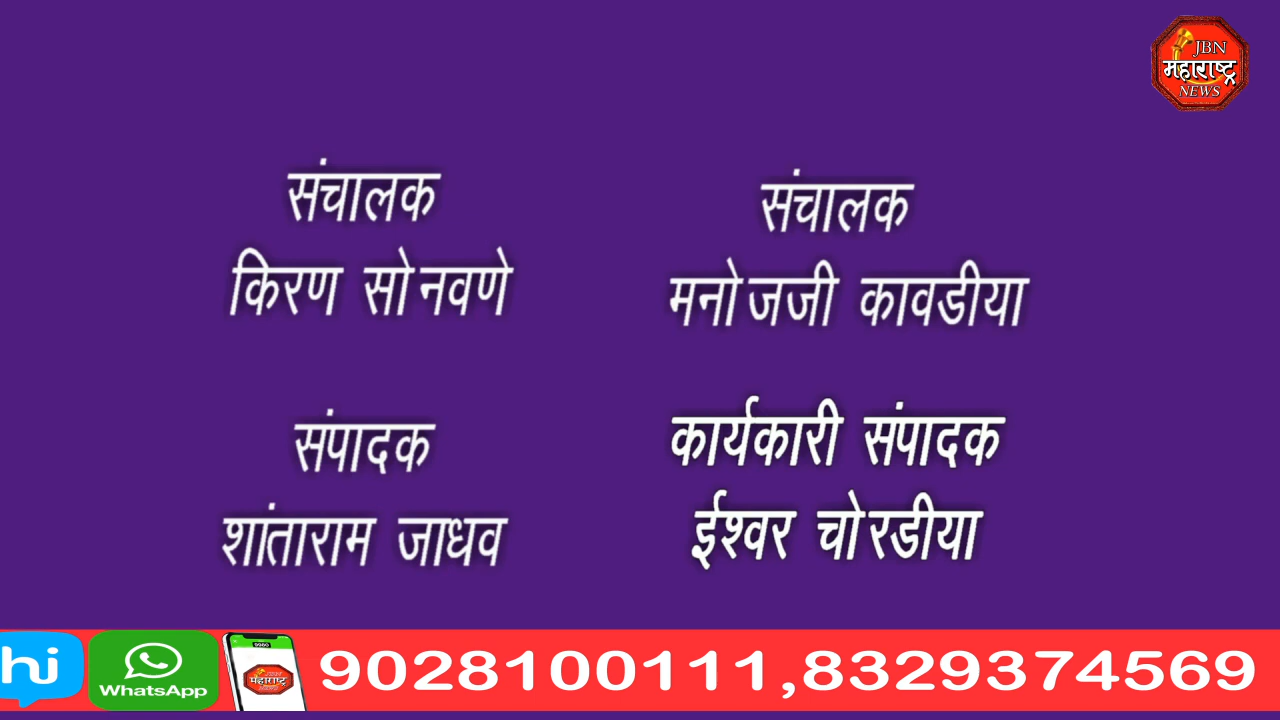 JBN
महाराष्ट्र
NEWS
संचालक
किरण सोनवणे
संचालक
मनोजजी कावडीया
संपादक
शांताराम जाधव
कार्यकारी संपादक
ईश्वर चोरडीया
hi
WhatsApp
महाराष्ट्र
9028100111,8329374569